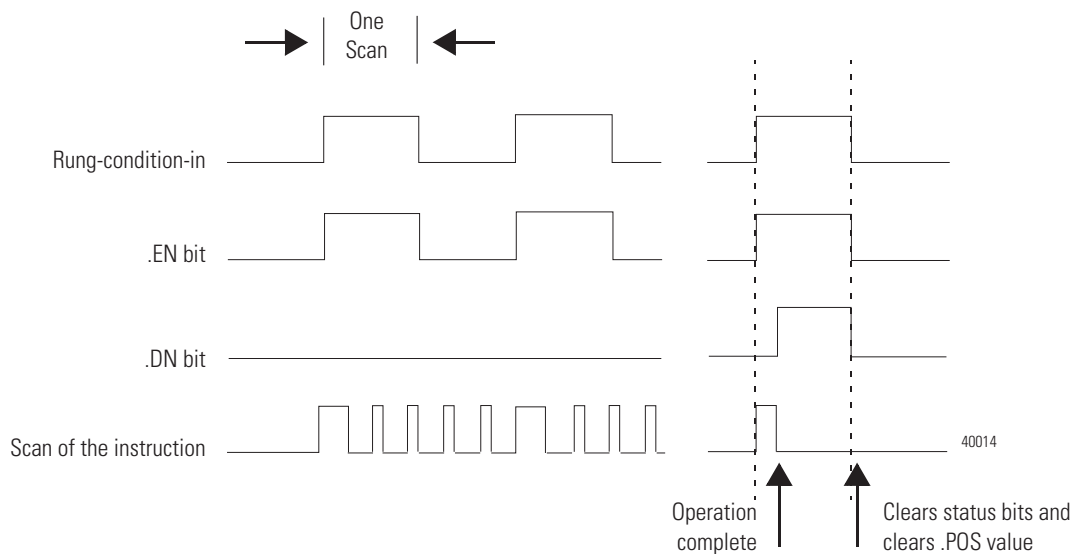 One
Scan
Rung-condition-in
.EN bit
.DN bit
Scan of the instruction
40014
Operation
complete
Clears status bits and
clears .POS value